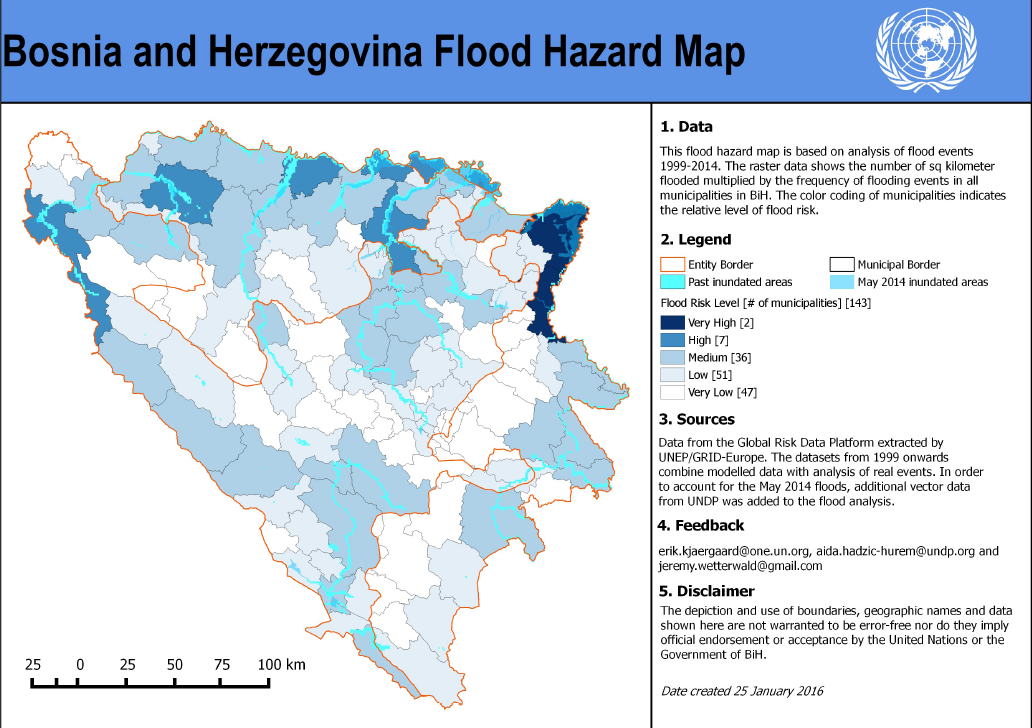 Bosnia and Herzegovina Flood Hazard Map
1. Data
This flood hazard map is based on analysis of flood events
1999-2014. The raster data shows the number of sq kilometer
flooded multiplied by the frequency of flooding events in all
municipalities in BiH. The color coding of municipalities indicates
the relative level of flood risk.
2. Legend
Entity Border
Municipal Border
Past inundated areas
May 2014 inundated areas
Flood Risk Level [# of municipalities] [143]
Very High [2]
High [7]
Medium [36]
Low [51]
Very Low [47]
3. Sources
Data from the Global Risk Data Platform extracted by
UNEP/GRID-Europe. The datasets from 1999 onwards
combine modelled data with analysis of real events. In order
to account for the May 2014 floods, additional vector data
from UNDP was added to the flood analysis.
4. Feedback
erik.kjaergaard@one.un.org, aida.hadzic-hurem@undp.org and
jeremy.wetterwald@gmail.com
5. Disclaimer
The depiction and use of boundaries, geographic names and data
shown here are not warranted to be error-free nor do they imply
official endorsement or acceptance by the United Nations or the
Government of BiH.
Date created 25 January 2016
25 0 25 50 75 100 km